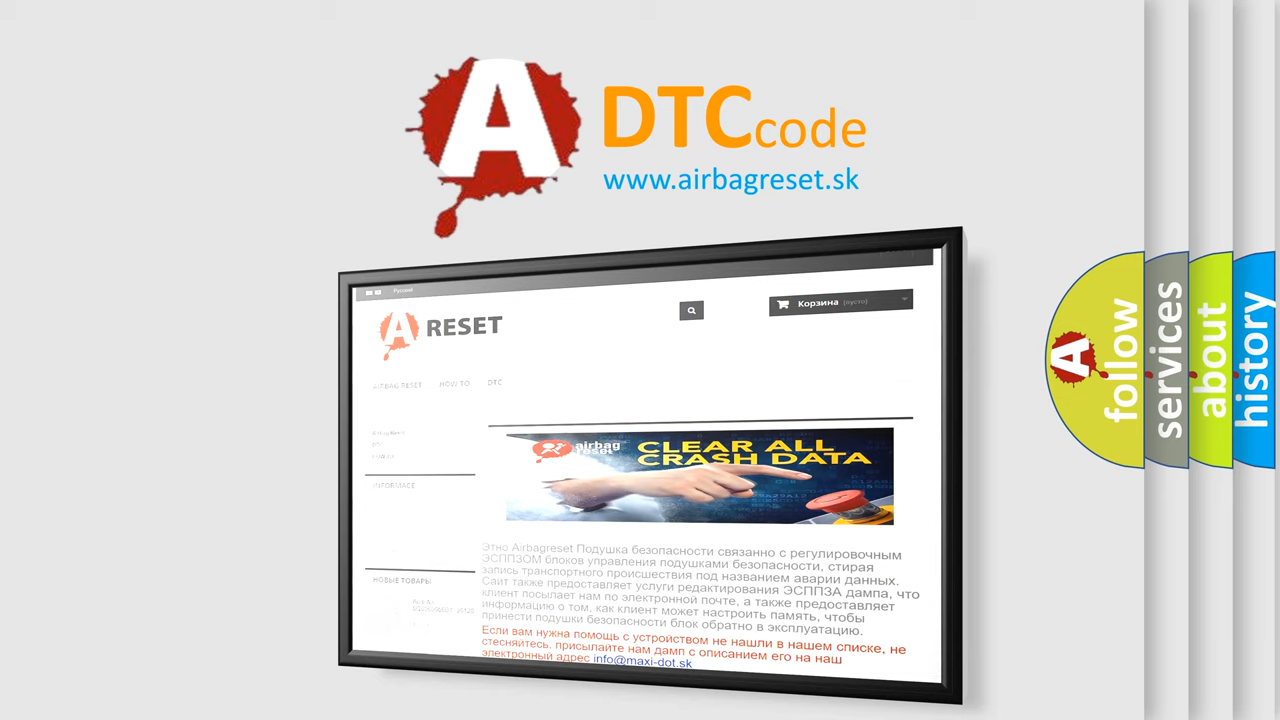 A
DTCcode
www.airbagreset.sk
Русский
Корзина (пусто)
A RESET
AIRBAG RESET HOW TO DTC
INFORMACE
airbag
reset
CLEAR ALL
CRASH DATA
НОВЫЕ ТОВАРЫ
Этно Airbagreset Подушка безопасности связанно с регулировочным
ЭСППЗОМ блоков управления подушками безопасности, стирая
запись транспортного происшествия под названием аварии данных.
Сайт также предоставляет услуги редактирования ЭСППЗА дампа, что
клиент посылает нам по электронной почте, а также предоставляет
информацию о том, как клиент может настроить память, чтобы
принести подушки безопасности блок обратно в эксплуатацию.
Если вам нужна помощь с устройством не нашли в нашем списке, не
стесняйтесь, присылайте нам дамп с описанием его на наш
электронный адрес info@maxi-dot.sk
A
follow
services
about
history